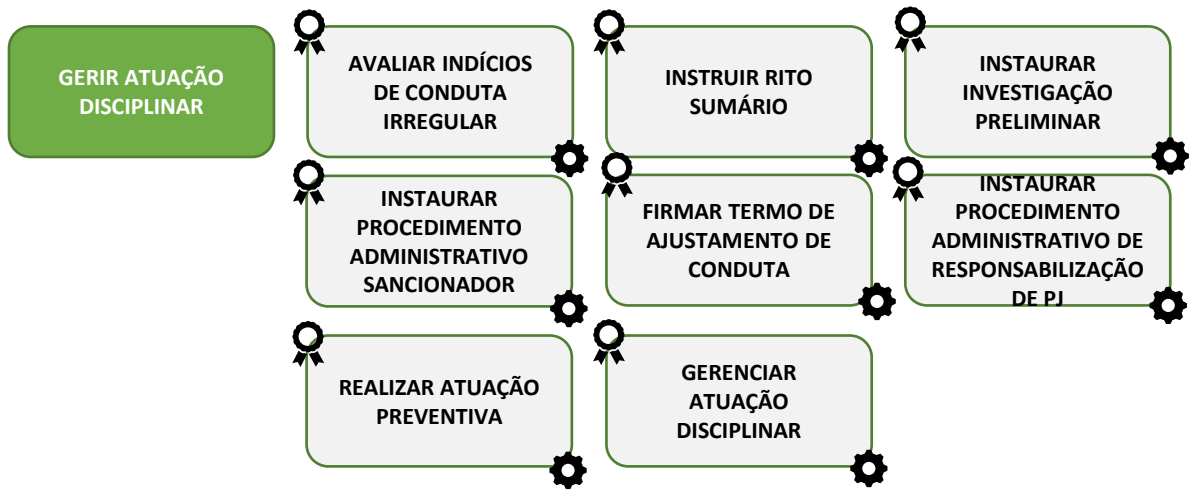 GERIR ATUAÇÃO
DISCIPLINAR
AVALIAR INDÍCIOS
DE CONDUTA
IRREGULAR
INSTRUIR RITO
SUMÁRIO
INSTAURAR
INVESTIGAÇÃO
PRELIMINAR
INSTAURAR
PROCEDIMENTO
ADMINISTRATIVO
SANCIONADOR
FIRMAR TERMO DE
AJUSTAMENTO DE
CONDUTA
INSTAURAR
PROCEDIMENTO
ADMINISTRATIVO DE
RESPONSABILIZAÇÃO
DE PJ
REALIZAR ATUAÇÃO
PREVENTIVA
GERENCIAR
ATUAÇÃO
DISCIPLINAR